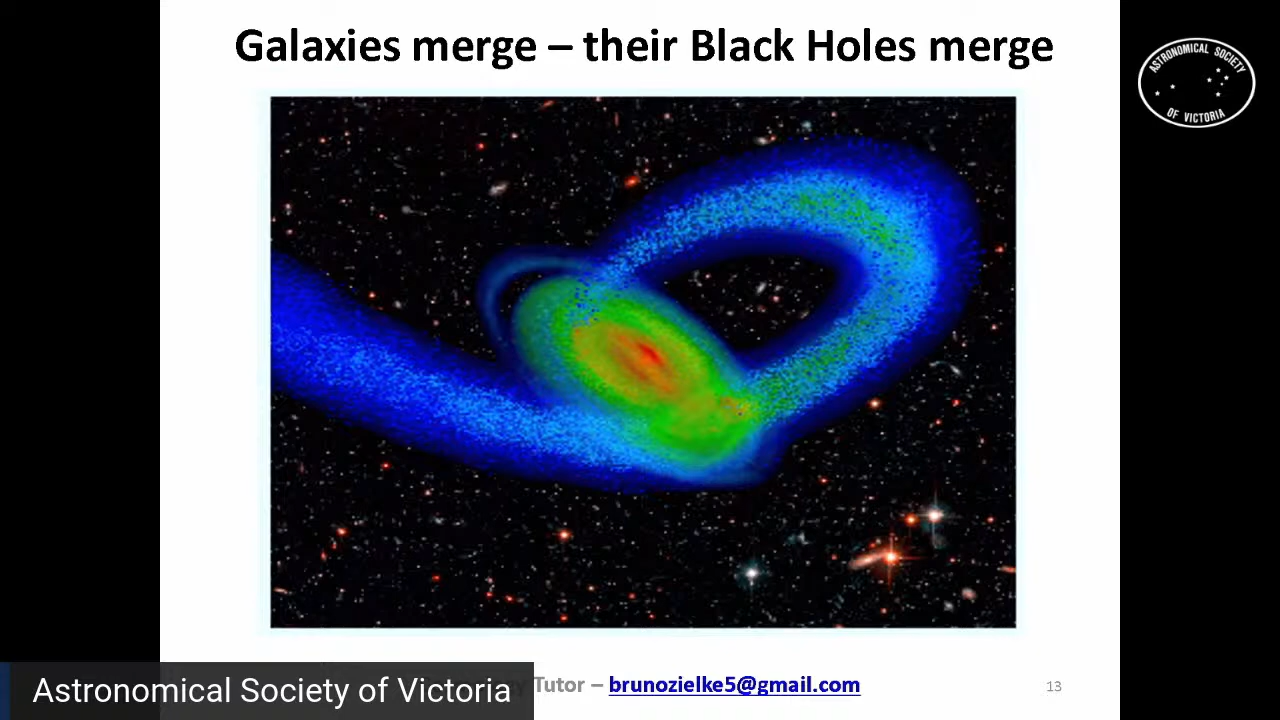 Galaxies merge – their Black Holes merge
ASTRONOMICAL SOCIETY
OF VICTORIA
Tutor – brunozielke5@gmail.com
13
Astronomical Society of Victoria